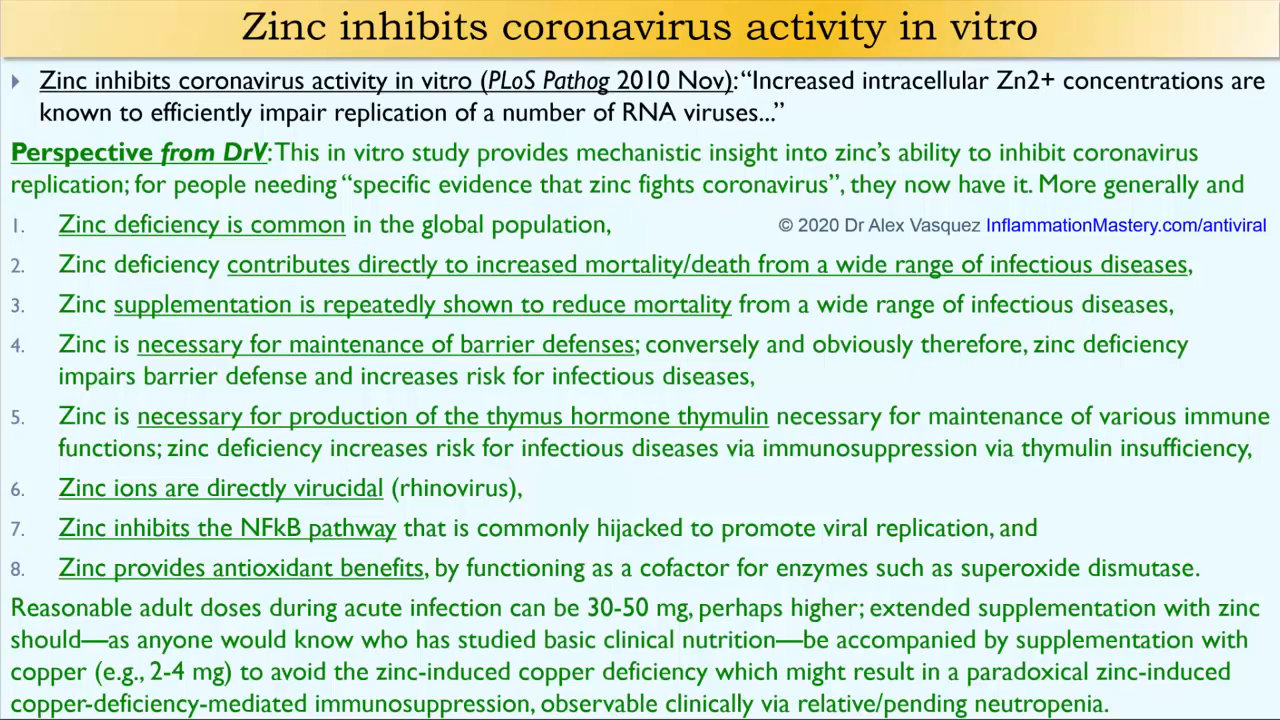 Zinc inhibits coronavirus activity in vitro
Zinc inhibits coronavirus activity in vitro (PLoS Pathog 2010 Nov): “Increased intracellular Zn2+ concentrations are
known to efficiently impair replication of a number of RNA viruses...”
Perspective from DrV: This in vitro study provides mechanistic insight into zinc’s ability to inhibit coronavirus
replication; for people needing “specific evidence that zinc fights coronavirus”, they now have it. More generally and
1. Zinc deficiency is common in the global population,
© 2020 Dr Alex Vasquez InflammationMastery.com/antiviral
2. Zinc deficiency contributes directly to increased mortality/death from a wide range of infectious diseases,
3. Zinc supplementation is repeatedly shown to reduce mortality from a wide range of infectious diseases,
4. Zinc is necessary for maintenance of barrier defenses; conversely and obviously therefore, zinc deficiency
impairs barrier defense and increases risk for infectious diseases,
5. Zinc is necessary for production of the thymus hormone thymulin necessary for maintenance of various immune
functions; zinc deficiency increases risk for infectious diseases via immunosuppression via thymulin insufficiency,
6. Zinc ions are directly virucidal (rhinovirus),
7. Zinc inhibits the NFkB pathway that is commonly hijacked to promote viral replication, and
8. Zinc provides antioxidant benefits, by functioning as a cofactor for enzymes such as superoxide dismutase.
Reasonable adult doses during acute infection can be 30-50 mg, perhaps higher; extended supplementation with zinc
should—as anyone would know who has studied basic clinical nutrition—be accompanied by supplementation with
copper (e.g., 2-4 mg) to avoid the zinc-induced copper deficiency which might result in a paradoxical zinc-induced
copper-deficiency-mediated immunosuppression, observable clinically via relative/pending neutropenia.